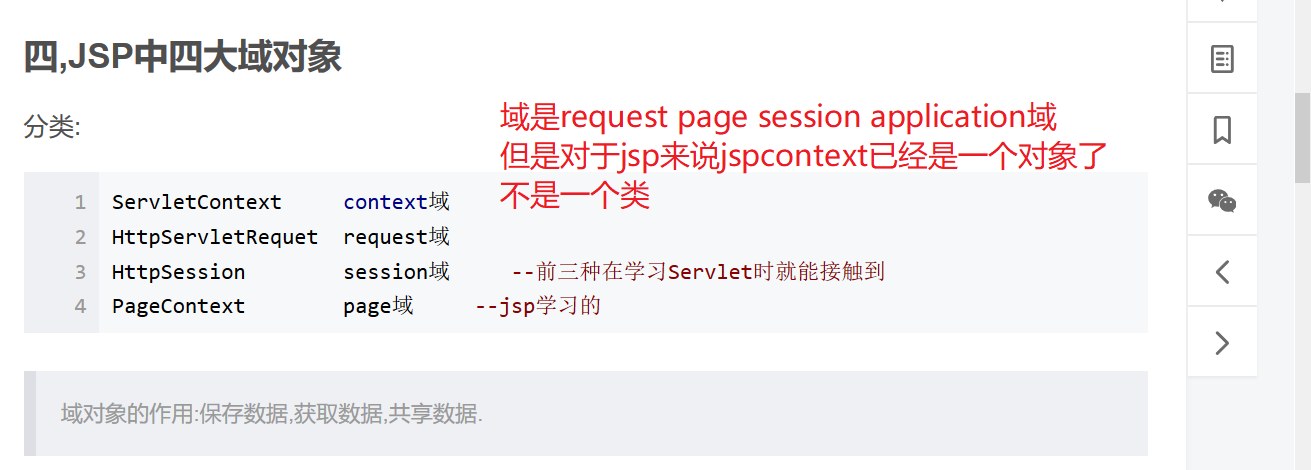 四,JSP中四大域对象
分类:
域是request page session application域
但是对于jsp来说jspcontext已经是一个对象了
不是一个类
1 ServletContext context域
2 HttpServletRequet request域
3 HttpSession session域 --前三种在学习Servlet时就能接触到
4 PageContext page域 --jsp学习的
域对象的作用:保存数据,获取数据,共享数据.